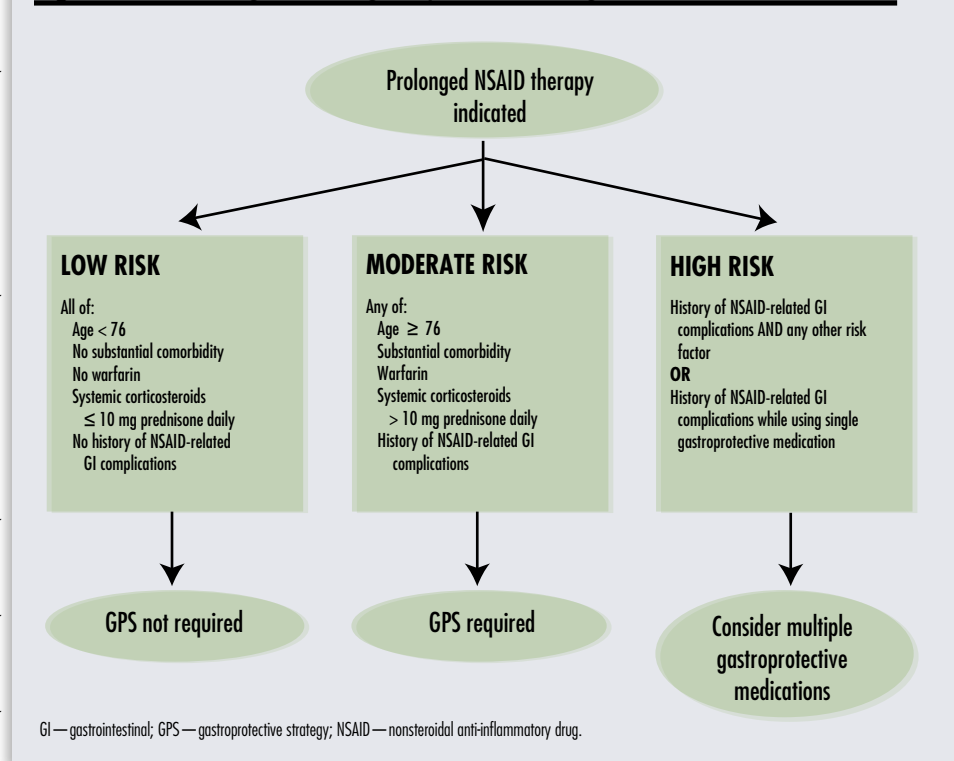 Prolonged NSAID therapy
indicated
LOW RISK
All of:
Age < 76
No substantial comorbidity
No warfarin
Systemic corticosteroids
≤ 10 mg prednisone daily
No history of NSAID-related
GI complications
MODERATE RISK
Any of:
Age ≥ 76
Substantial comorbidity
Warfarin
Systemic corticosteroids
> 10 mg prednisone daily
History of NSAID-related GI
complications
HIGH RISK
History of NSAID-related GI
complications AND any other risk
factor
OR
History of NSAID-related GI
complications while using single
gastroprotective medication
GPS not required
GPS required
Consider multiple
gastroprotective
medications
GI—gastrointestinal; GPS—gastroprotective strategy; NSAID—nonsteroidal anti-inflammatory drug.